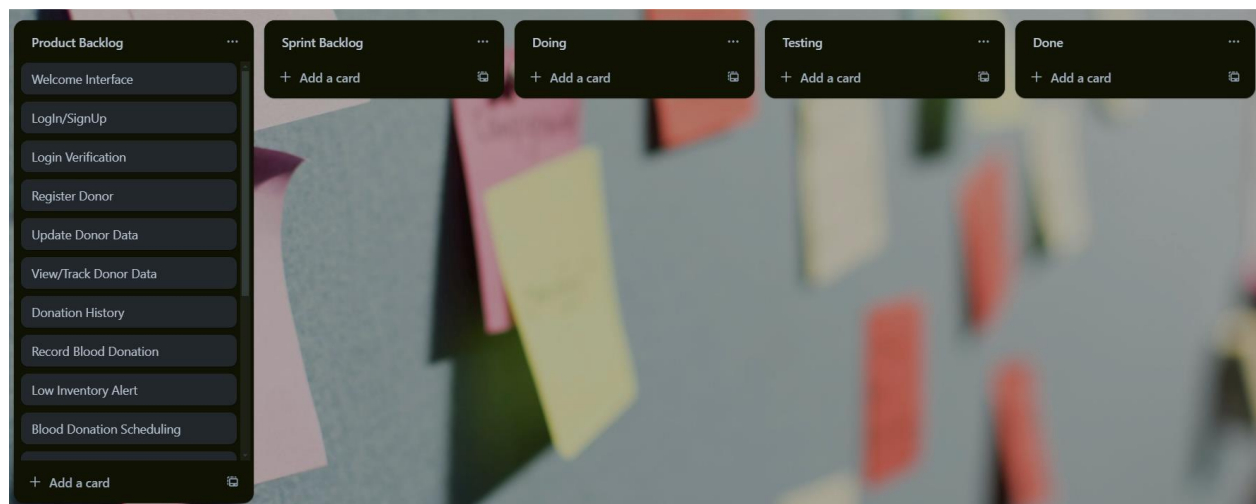 Product Backlog
Welcome Interface
LogIn/SignUp
Login Verification
Register Donor
Update Donor Data
View/Track Donor Data
Donation History
Record Blood Donation
Low Inventory Alert
Blood Donation Scheduling
+ Add a card
Sprint Backlog
+ Add a card
Doing
+ Add a card
Testing
+ Add a card
Done
+ Add a card